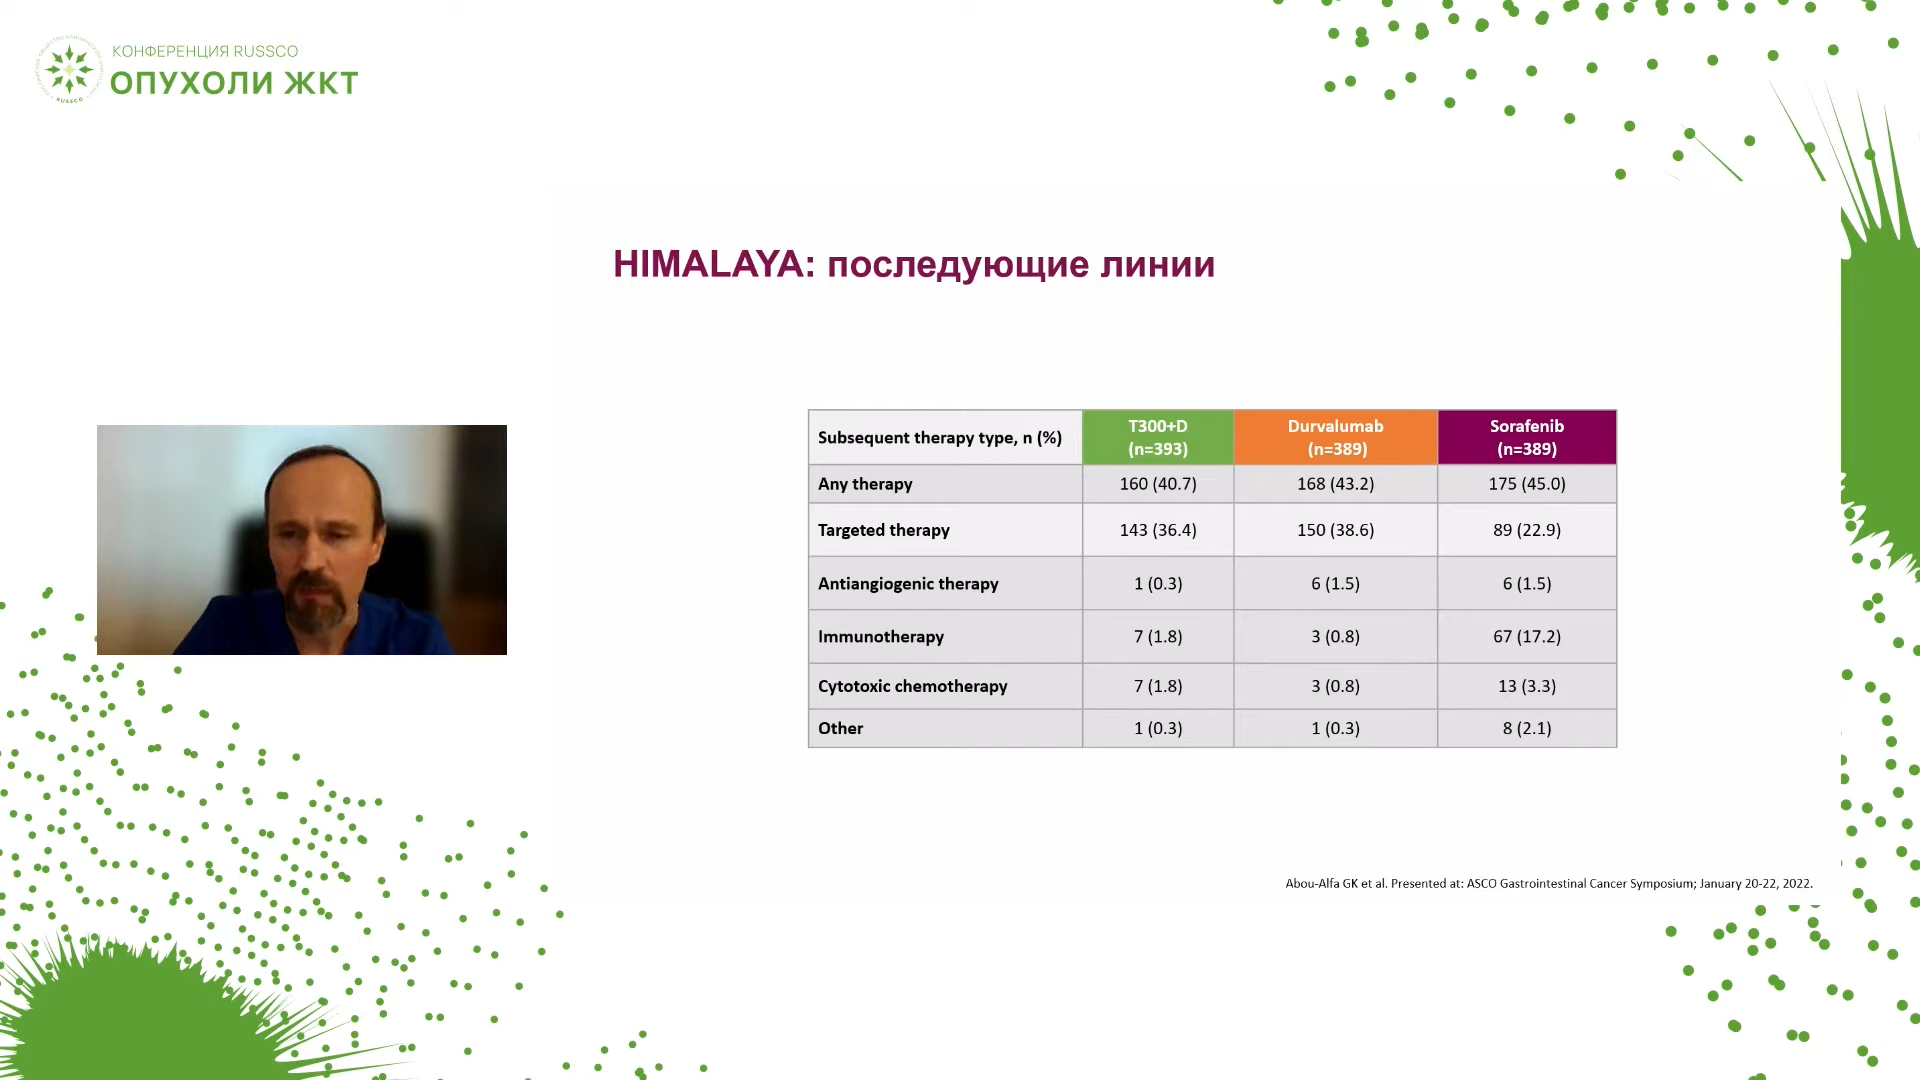 КОНФЕРЕНЦИЯ RUSSCO
ОПУХОЛИ ЖКТ
RUSSCO
HIMALAYA: последующие линии
Subsequent therapy type, n (%) T300+D (n=393) Durvalumab (n=389) Sorafenib (n=389)
Any therapy 160 (40.7) 168 (43.2) 175 (45.0)
Targeted therapy 143 (36.4) 150 (38.6) 89 (22.9)
Antiangiogenic therapy 1 (0.3) 6 (1.5) 6 (1.5)
Immunotherapy 7 (1.8) 3 (0.8) 67 (17.2)
Cytotoxic chemotherapy 7 (1.8) 3 (0.8) 13 (3.3)
Other 1 (0.3) 1 (0.3) 8 (2.1)
Abou-Alfa GK et al. Presented at: ASCO Gastrointestinal Cancer Symposium; January 20-22, 2022.